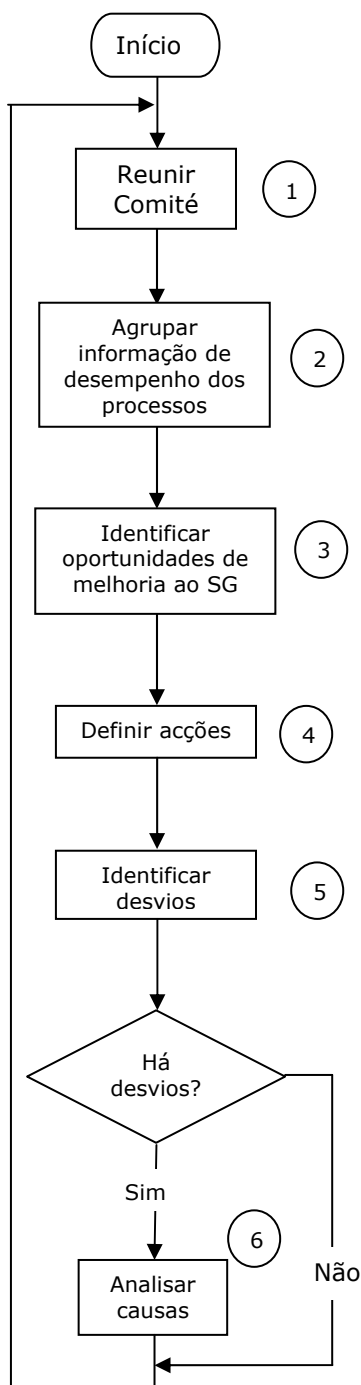 Início
Reunir
Comité
1
Agrupar
informação de
desempenho dos
processos
2
Identificar
oportunidades de
melhoria ao SG
3
Definir acções
4
Identificar
desvios
5
Há
desvios?
Sim
6
Não
Analisar
causas